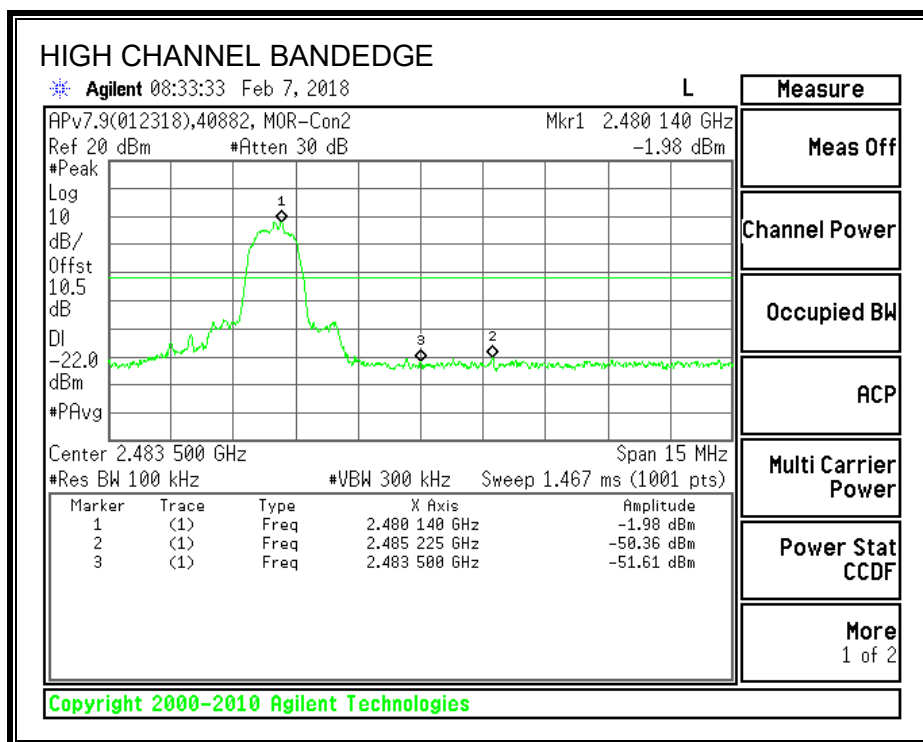 HIGH CHANNEL BANDEDGE
Agilent 08:33:33 Feb 7, 2018 L
APv7.9(012318),40882, MOR-Con2 Mkr1 2.480 140 GHz
Ref 20 dBm #Atten 30 dB -1.98 dBm
#Peak
Log
10
dB/
Offst
10.5
dB
DI
-22.0
dBm
#PAvg
1
3
2
Center 2.483 500 GHz Span 15 MHz
#Res BW 100 kHz #VBW 300 kHz Sweep 1.467 ms (1001 pts)
Marker Trace Type X Axis Amplitude
1 (1) Freq 2.480 140 GHz -1.98 dBm
2 (1) Freq 2.485 225 GHz -50.36 dBm
3 (1) Freq 2.483 500 GHz -51.61 dBm
Measure
Meas Off
Channel Power
Occupied BW
ACP
Multi Carrier
Power
Power Stat
CCDF
More
1 of 2
Copyright 2000-2010 Agilent Technologies